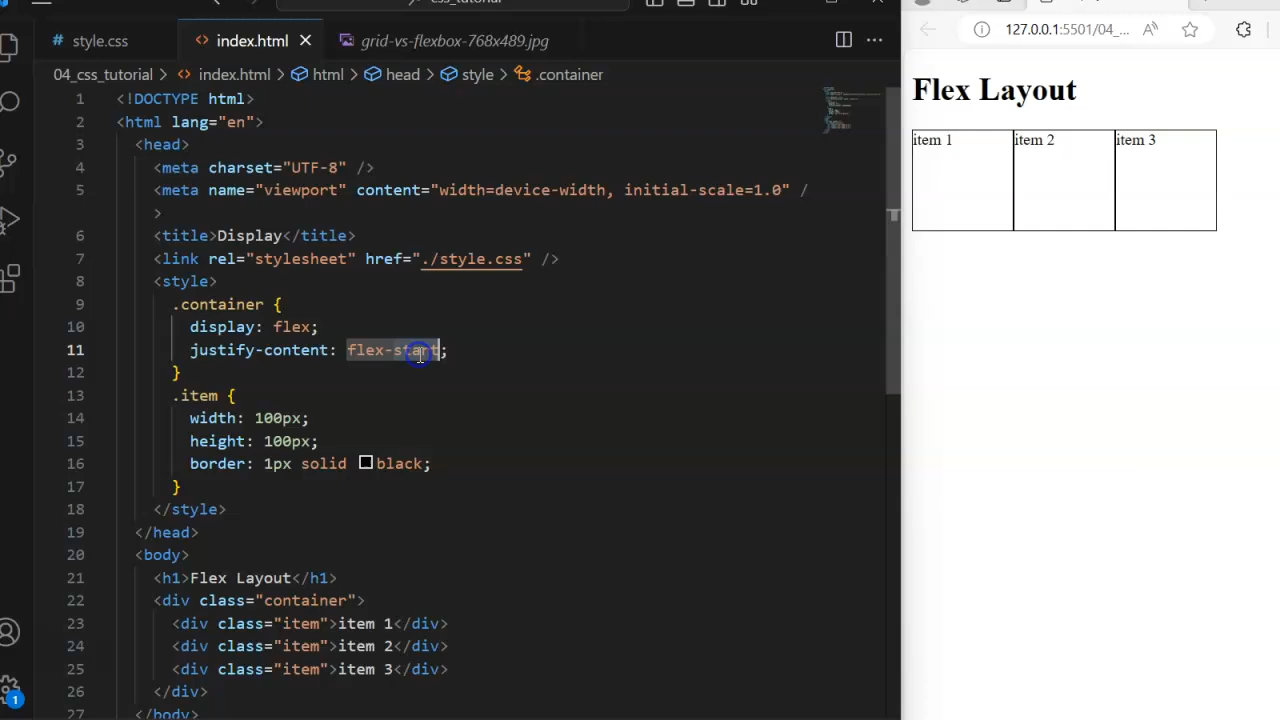 css_tutorial
# style.css
<> index.html
grid-vs-flexbox-768x489.jpg
127.0.0.1:5501/04_...
04_css_tutorial > <> index.html > html > head > style > .container
1 <!DOCTYPE html>
2 <html lang="en">
3 <head>
4 <meta charset="UTF-8" />
5 <meta name="viewport" content="width=device-width, initial-scale=1.0" /
>
6 <title>Display</title>
7 <link rel="stylesheet" href="./style.css" />
8 <style>
9 .container {
10 display: flex;
11 justify-content: flex-start;
12 }
13 .item {
14 width: 100px;
15 height: 100px;
16 border: 1px solid black;
17 }
18 </style>
19 </head>
20 <body>
21 <h1>Flex Layout</h1>
22 <div class="container">
23 <div class="item">item 1</div>
24 <div class="item">item 2</div>
25 <div class="item">item 3</div>
26 </div>
27 </body>
1
Flex Layout
item 1
item 2
item 3